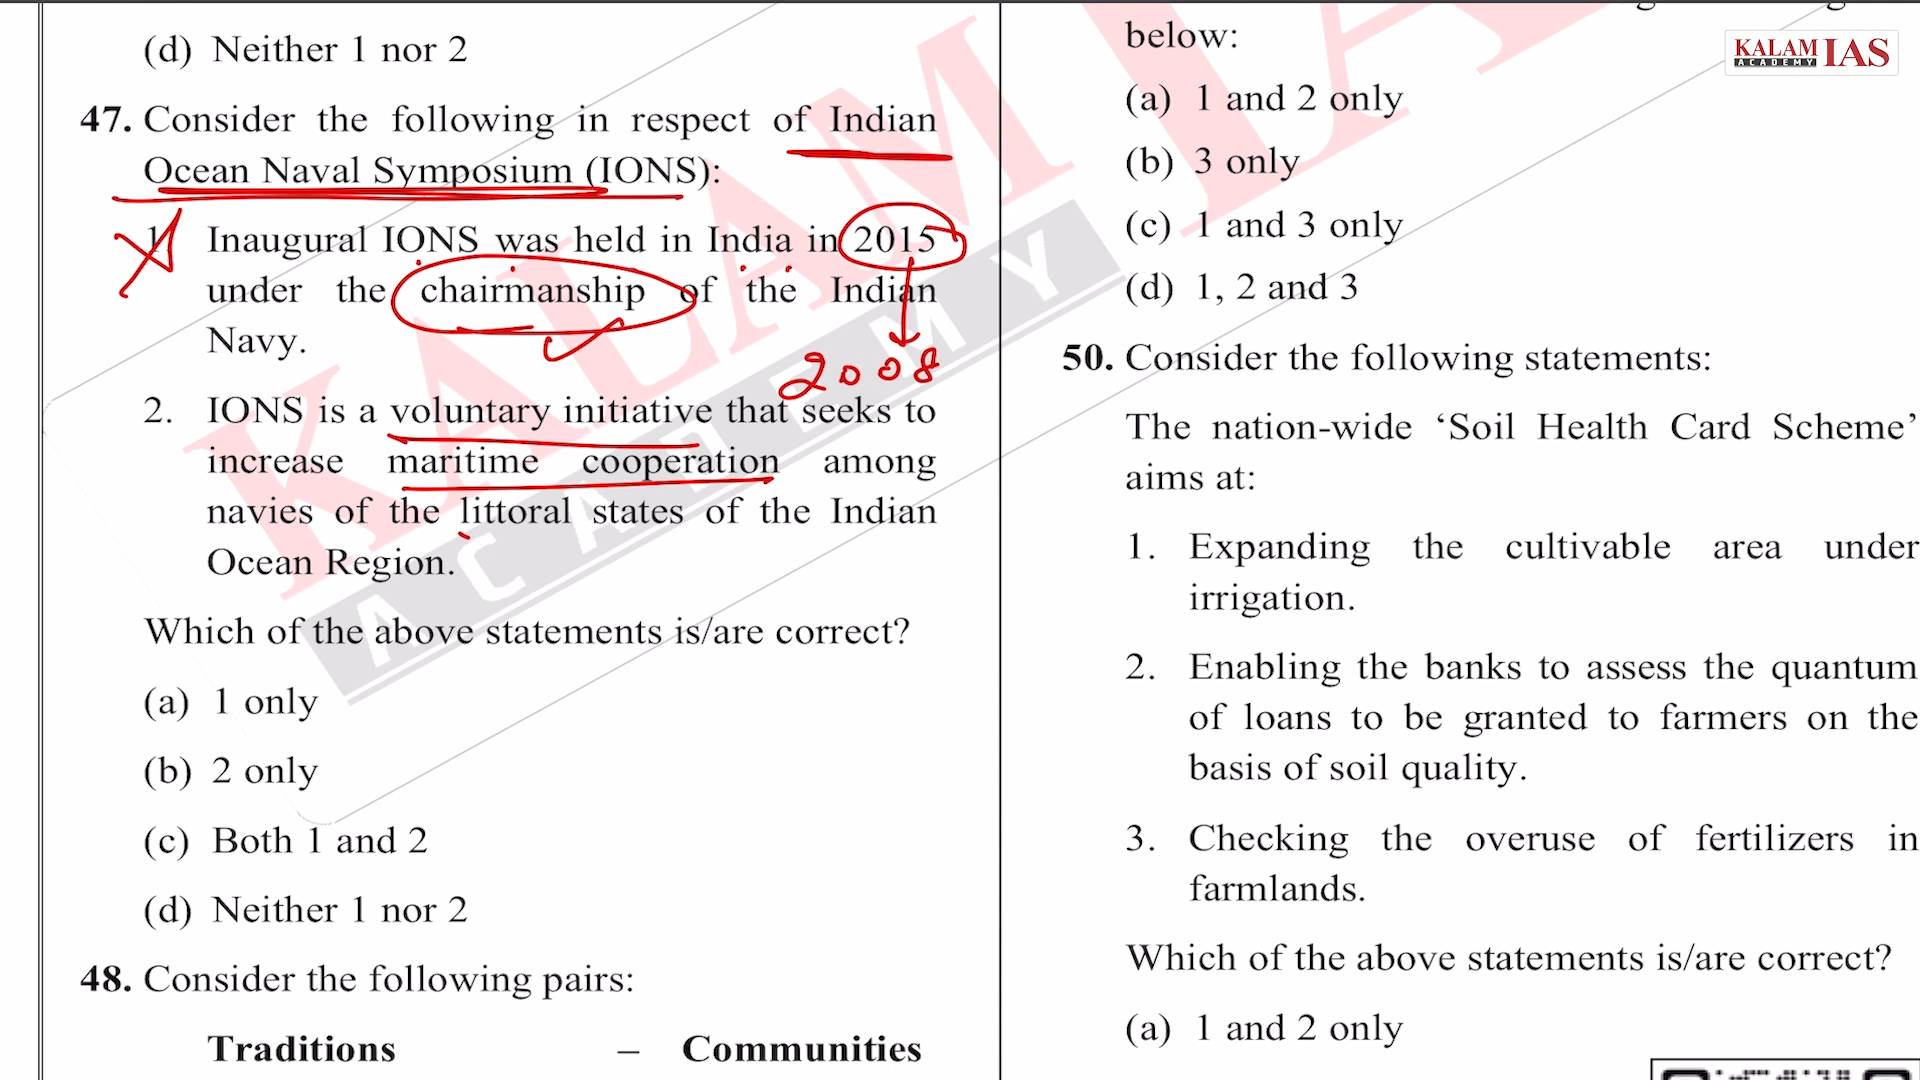 (d) Neither 1 nor 2
47. Consider the following in respect of Indian
Ocean Naval Symposium (IONS):
1. Inaugural IONS was held in India in 2015
under the chairmanship of the Indian
Navy.
2008
2. IONS is a voluntary initiative that seeks to
increase maritime cooperation among
navies of the littoral states of the Indian
Ocean Region.
Which of the above statements is/are correct?
(a) 1 only
(b) 2 only
(c) Both 1 and 2
(d) Neither 1 nor 2
48. Consider the following pairs:
Traditions – Communities
below:
(a) 1 and 2 only
(b) 3 only
(c) 1 and 3 only
(d) 1, 2 and 3
50. Consider the following statements:
The nation-wide ‘Soil Health Card Scheme’
aims at:
1. Expanding the cultivable area under
irrigation.
2. Enabling the banks to assess the quantum
of loans to be granted to farmers on the
basis of soil quality.
3. Checking the overuse of fertilizers in
farmlands.
Which of the above statements is/are correct?
(a) 1 and 2 only
KALAM IAS
ACADEMY
KALAM IA
ACADEMY